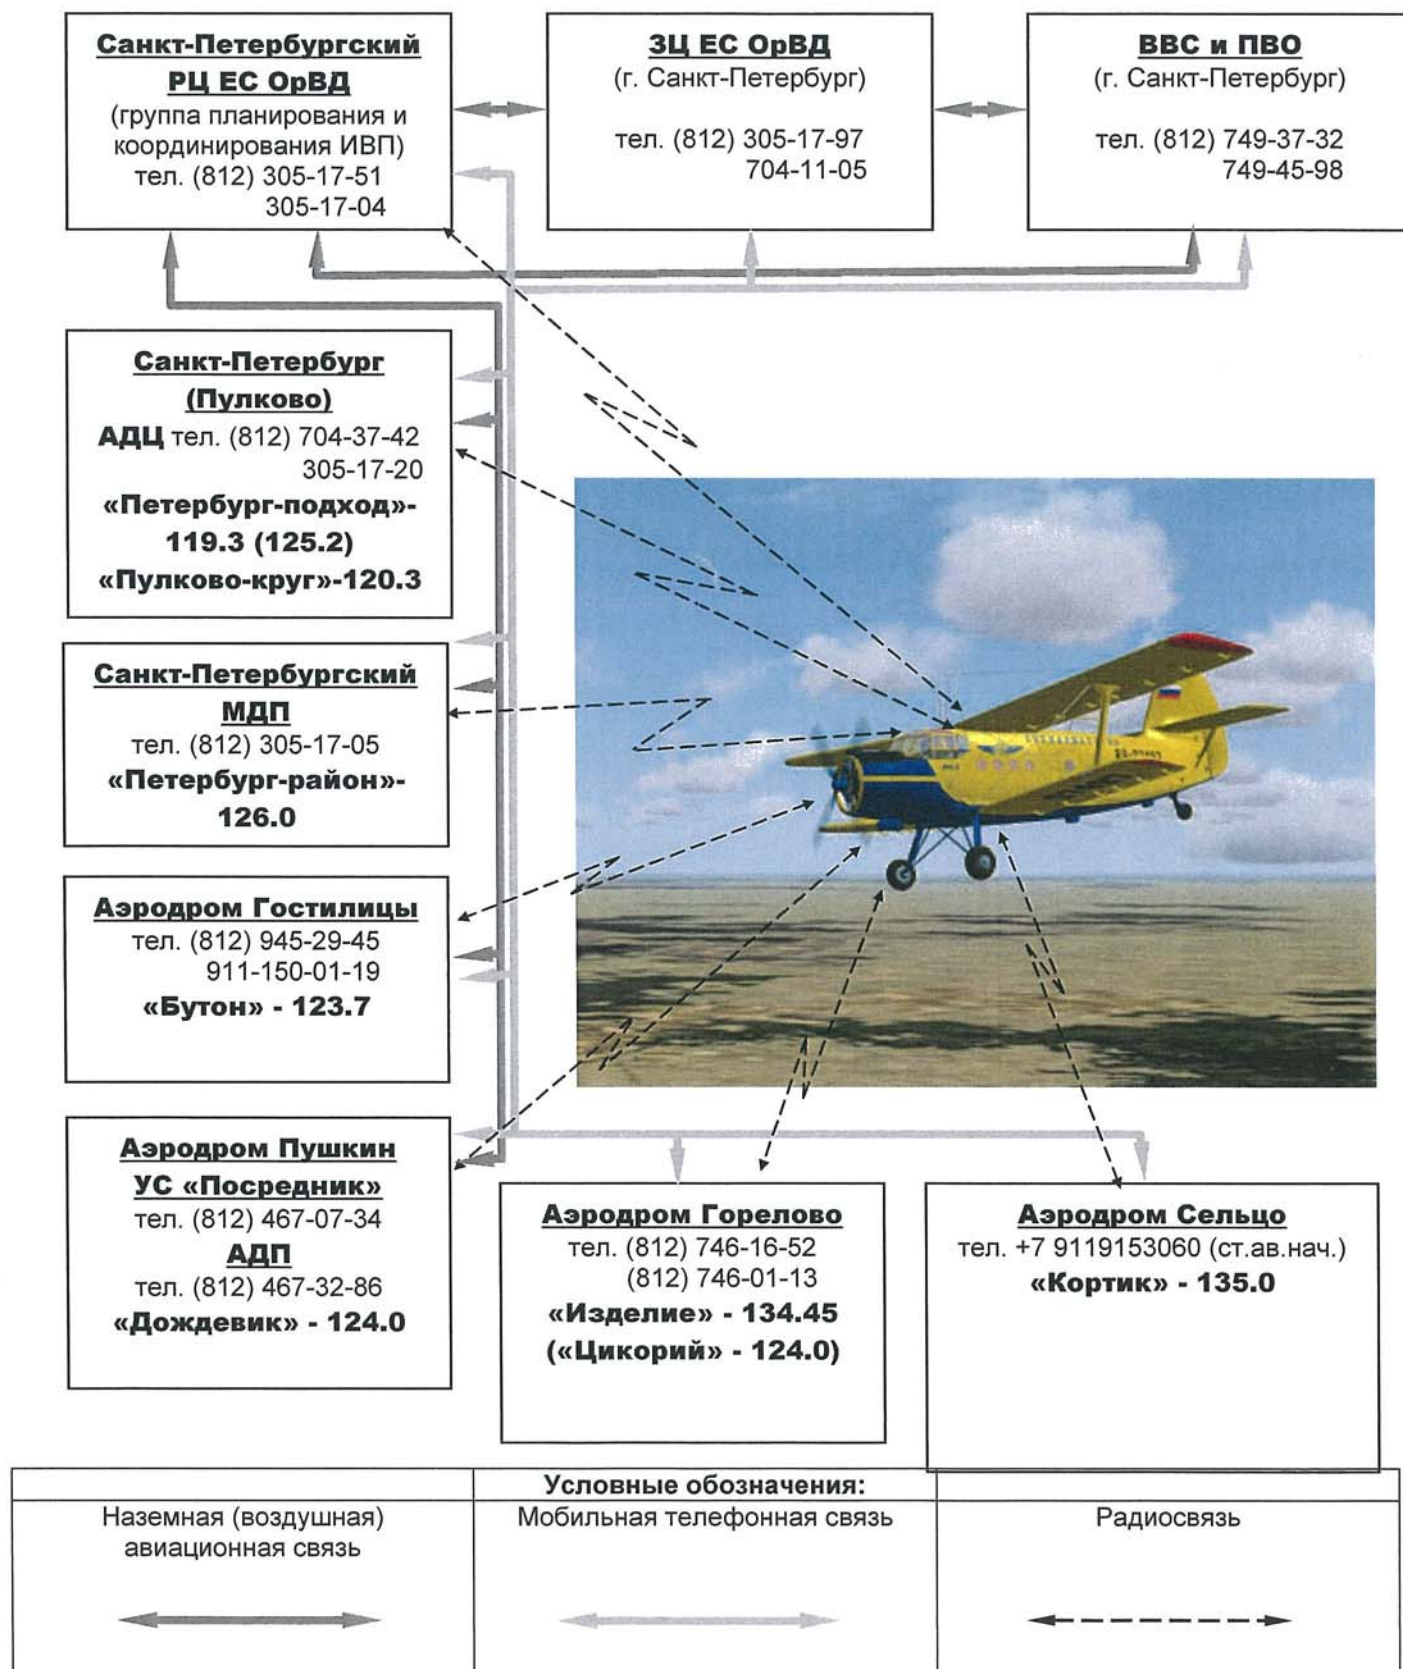 Санкт-Петербургский
РЦ ЕС ОрВД
(группа планирования и
координирования ИВП)
тел. (812) 305-17-51
305-17-04
ЗЦ ЕС ОрВД
(г. Санкт-Петербург)
тел. (812) 305-17-97
704-11-05
ВВС и ПВО
(г. Санкт-Петербург)
тел. (812) 749-37-32
749-45-98
Санкт-Петербург
(Пулково)
АДЦ тел. (812) 704-37-42
305-17-20
«Петербург-подход»-
119.3 (125.2)
«Пулково-круг»-120.3
Санкт-Петербургский
МДП
тел. (812) 305-17-05
«Петербург-район»-
126.0
Аэродром Гостилицы
тел. (812) 945-29-45
911-150-01-19
«Бутон» - 123.7
Аэродром Пушкин
УС «Посредник»
тел. (812) 467-07-34
АДП
тел. (812) 467-32-86
«Дождевик» - 124.0
Аэродром Горелово
тел. (812) 746-16-52
(812) 746-01-13
«Изделие» - 134.45
(«Цикорий» - 124.0)
Аэродром Сельцо
тел. +7 9119153060 (ст.ав.нач.)
«Кортик» - 135.0
Условные обозначения:
Наземная (воздушная)
авиационная связь
Мобильная телефонная связь
Радиосвязь